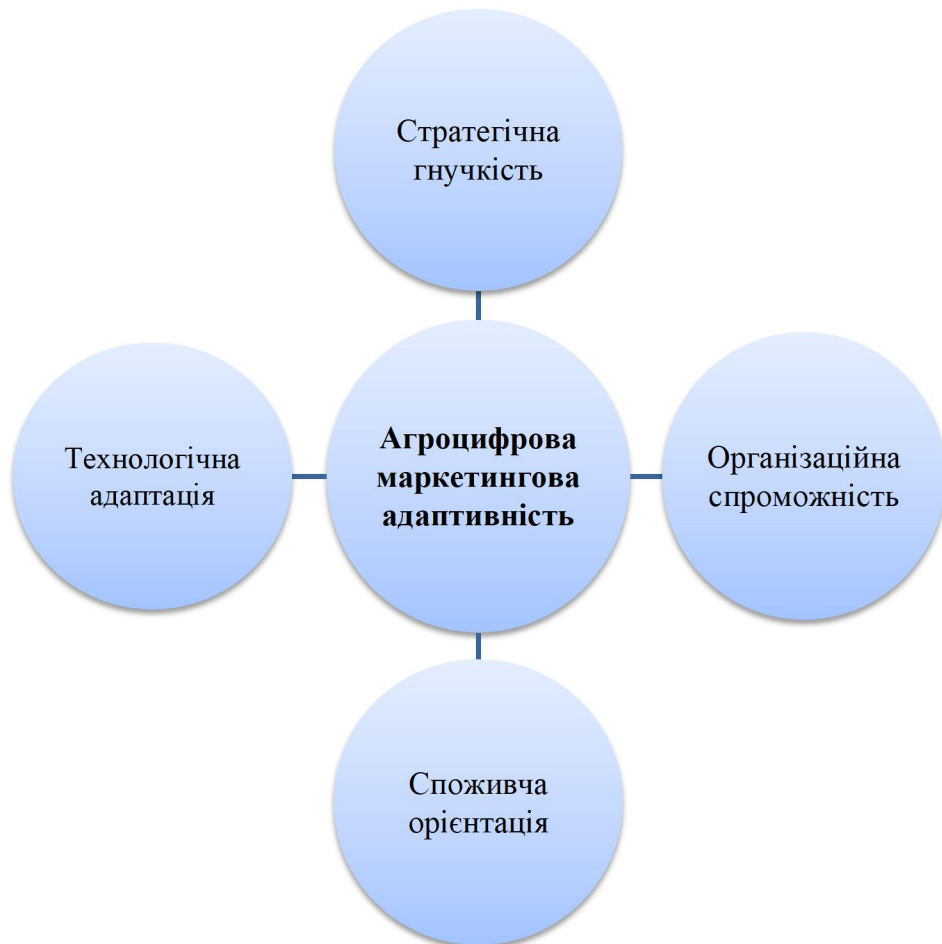 Стратегічна
гнучкість
Технологічна
адаптація
Агроцифрова
маркетингова
адаптивність
Організаційна
спроможність
Споживча
орієнтація